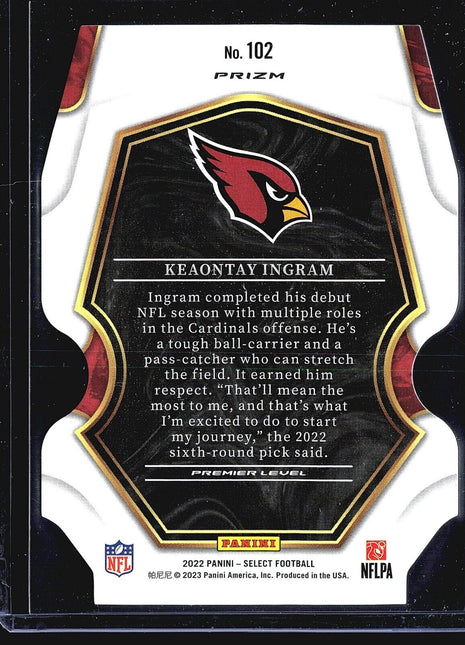 No. 102
PRIZM
KEAONTAY INGRAM
Ingram completed his debut
NFL season with multiple roles
in the Cardinals offense. He's
a tough ball-carrier and a
pass-catcher who can stretch
the field. It earned him
respect. “That'll mean the
most to me, and that's what
I'm excited to do to start
my journey,” the 2022
sixth-round pick said.
PREMIER LEVEL
PANINI
NFL
NFLPA
2022 PANINI – SELECT FOOTBALL
帕尼尼 © 2023 Panini America, Inc. Produced in the USA.